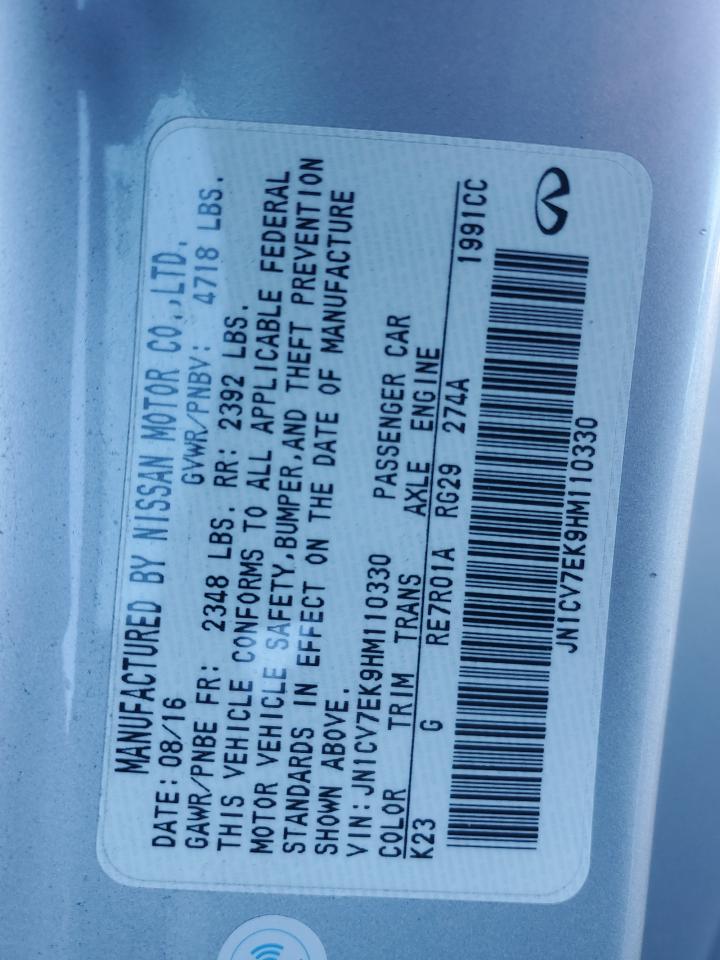 MANUFACTURED BY NISSAN MOTOR CO.,LTD.
DATE: 08/16 GVWR/PNBV: 4718 LBS.
GAWR/PNBE FR: 2348 LBS. RR: 2392 LBS.
THIS VEHICLE CONFORMS TO ALL APPLICABLE FEDERAL
MOTOR VEHICLE SAFETY,BUMPER,AND THEFT PREVENTION
STANDARDS IN EFFECT ON THE DATE OF MANUFACTURE
SHOWN ABOVE.
VIN: JN1CV7EK9HM110330 PASSENGER CAR
COLOR TRIM TRANS AXLE ENGINE
K23 G RE7R01A RG29 274A 1991CC
JN1CV7EK9HM110330